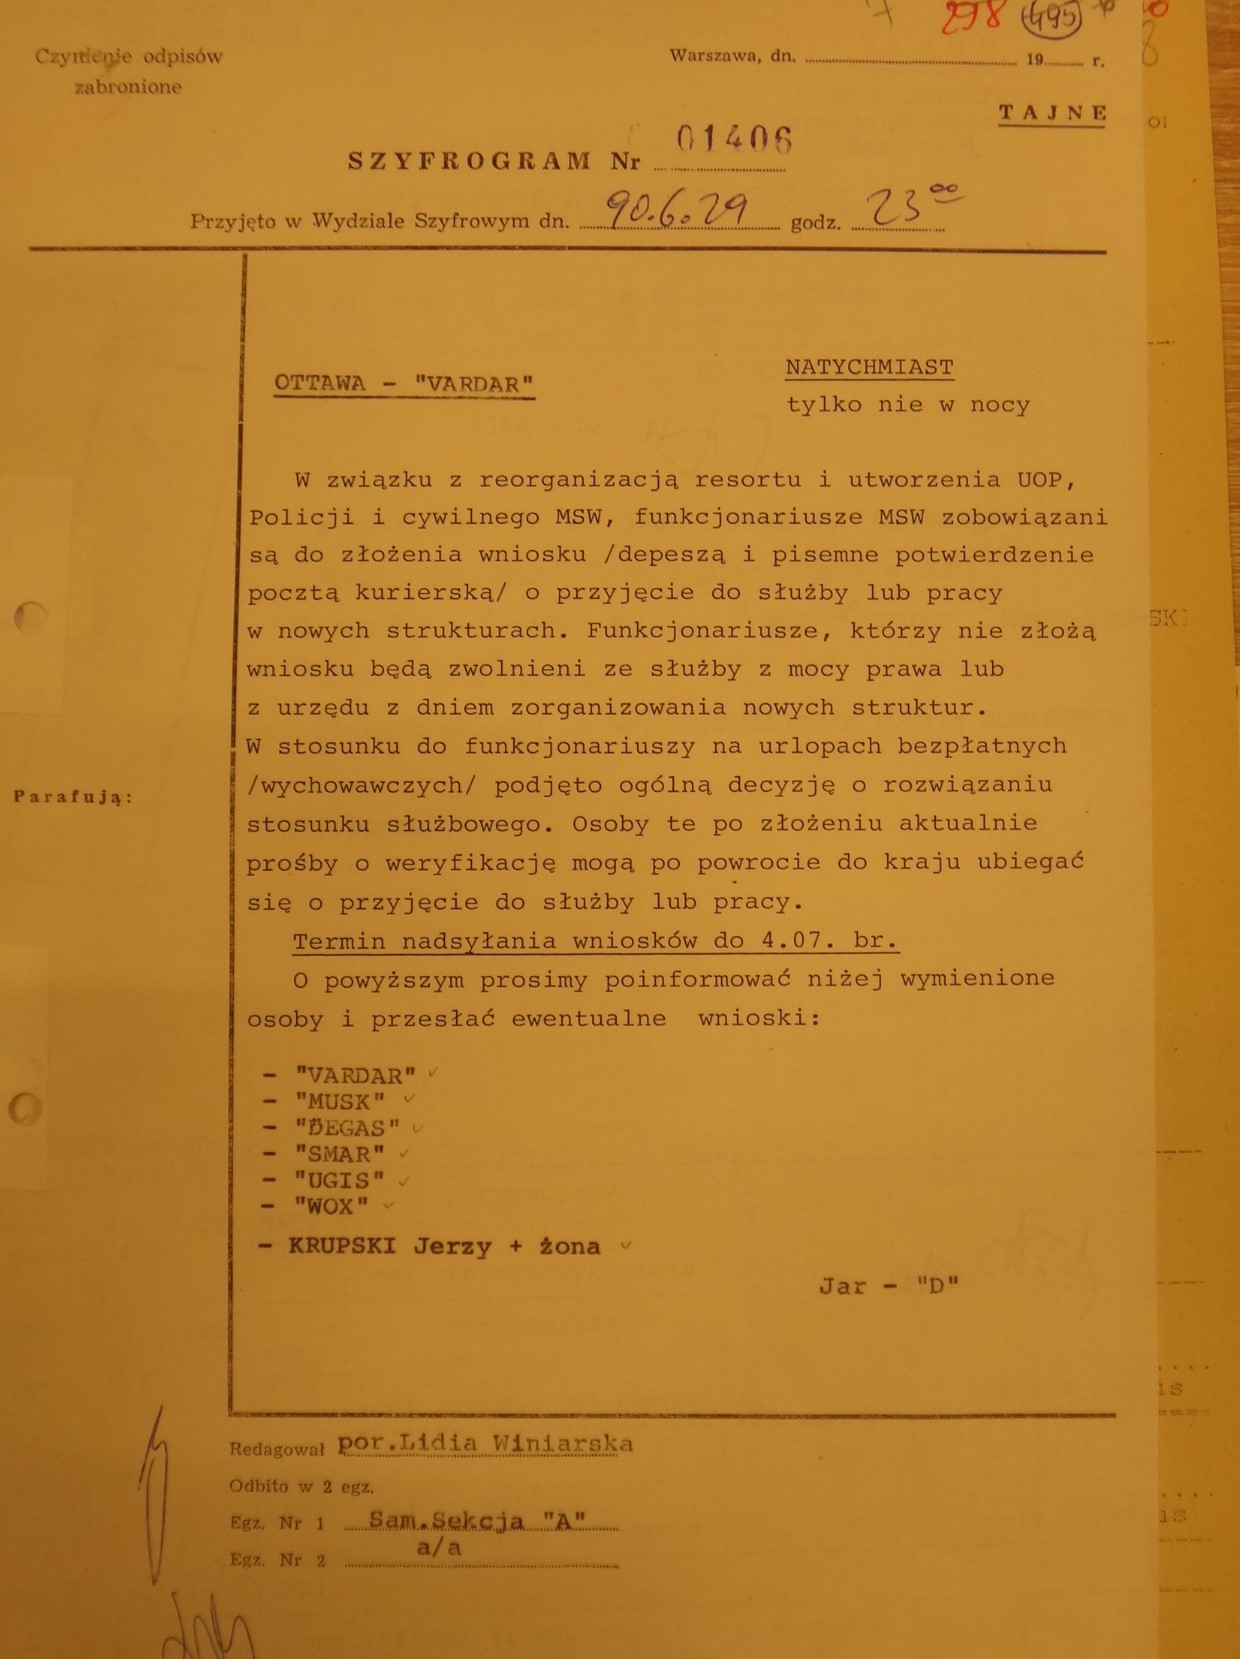 298 495
Czynienie odpisów
zabronione
Warszawa, dn. 19 r.
TAJNE
SZYFROGRAM Nr 01406
Przyjęto w Wydziale Szyfrowym dn. 90.6.29 godz. 23 00
OTTAWA - "VARDAR"
NATYCHMIAST
tylko nie w nocy
W związku z reorganizacją resortu i utworzenia UOP,
Policji i cywilnego MSW, funkcjonariusze MSW zobowiązani
są do złożenia wniosku /depeszą i pisemne potwierdzenie
pocztą kurierską/ o przyjęcie do służby lub pracy
w nowych strukturach. Funkcjonariusze, którzy nie złożą
wniosku będą zwolnieni ze służby z mocy prawa lub
z urzędu z dniem zorganizowania nowych struktur.
W stosunku do funkcjonariuszy na urlopach bezpłatnych
/wychowawczych/ podjęto ogólną decyzję o rozwiązaniu
stosunku służbowego. Osoby te po złożeniu aktualnie
prośby o weryfikację mogą po powrocie do kraju ubiegać
się o przyjęcie do służby lub pracy.
Termin nadsyłania wniosków do 4.07. br.
O powyższym prosimy poinformować niżej wymienione
osoby i przesłać ewentualne wnioski:
Parafują:
- "VARDAR"
- "MUSK"
- "DEGAS"
- "SMAR"
- "UGIS"
- "WOX"
- KRUPSKI Jerzy + żona
Jar - "D"
Redagował por.Lidia Winiarska
Odbito w 2 egz.
Egz. Nr 1 Sam.Sekcja "A"
Egz. Nr 2 a/a